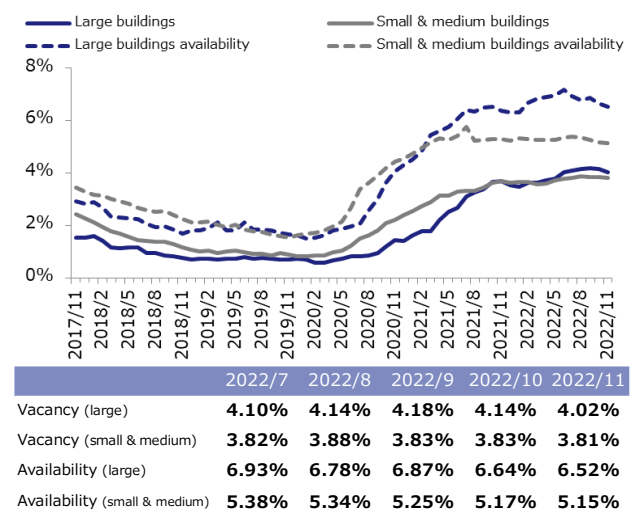 Large buildings Small & medium buildings
Large buildings availability Small & medium buildings availability
8%
6%
4%
2%
0%
2017/11 2018/2 2018/5 2018/8 2018/11 2019/2 2019/5 2019/8 2019/11 2020/2 2020/5 2020/8 2020/11 2021/2 2021/5 2021/8 2021/11 2022/2 2022/5 2022/8 2022/11
2022/7 2022/8 2022/9 2022/10 2022/11
Vacancy (large) 4.10% 4.14% 4.18% 4.14% 4.02%
Vacancy (small & medium) 3.82% 3.88% 3.83% 3.83% 3.81%
Availability (large) 6.93% 6.78% 6.87% 6.64% 6.52%
Availability (small & medium) 5.38% 5.34% 5.25% 5.17% 5.15%